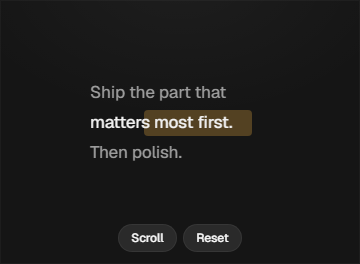 Ship the part that
matters most first.
Then polish.
Scroll
Reset